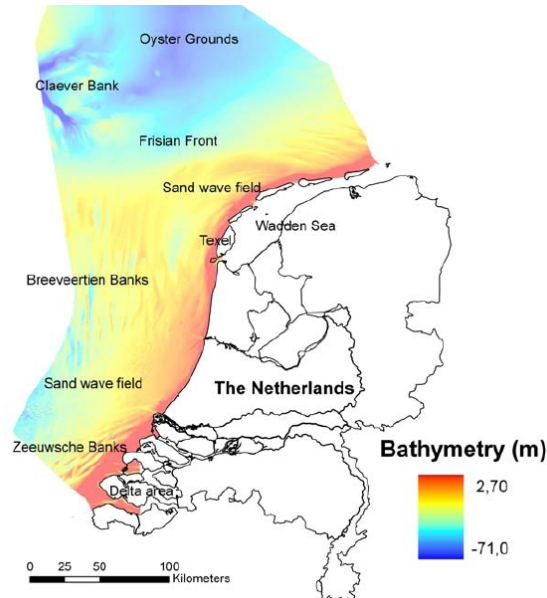 Oyster Grounds
Claever Bank
Frisian Front
Sand wave field
Wadden Sea
Texel
Breeveertien Banks
Sand wave field
The Netherlands
Zeeuwsche Banks
Delta area
Bathymetry (m)
2,70
-71,0
0 25 50 100
Kilometers